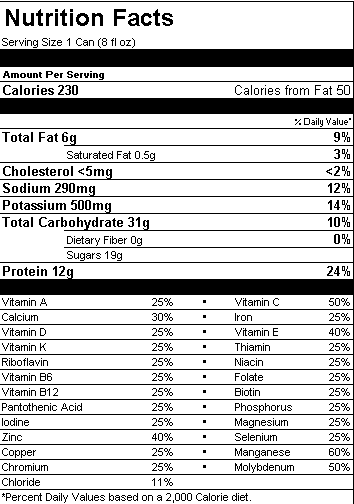 Nutrition Facts
Serving Size 1 Can (8 fl oz)
Amount Per Serving
Calories 230 Calories from Fat 50
% Daily Value*
Total Fat 6g 9%
Saturated Fat 0.5g 3%
Cholesterol <5mg <2%
Sodium 290mg 12%
Potassium 500mg 14%
Total Carbohydrate 31g 10%
Dietary Fiber 0g 0%
Sugars 19g
Protein 12g 24%
Vitamin A 25% • Vitamin C 50%
Calcium 30% • Iron 25%
Vitamin D 25% • Vitamin E 40%
Vitamin K 25% • Thiamin 25%
Riboflavin 25% • Niacin 25%
Vitamin B6 25% • Folate 25%
Vitamin B12 25% • Biotin 25%
Pantothenic Acid 25% • Phosphorus 25%
Iodine 25% • Magnesium 25%
Zinc 40% • Selenium 25%
Copper 25% • Manganese 60%
Chromium 25% • Molybdenum 50%
Chloride 11%
*Percent Daily Values based on a 2,000 Calorie diet.